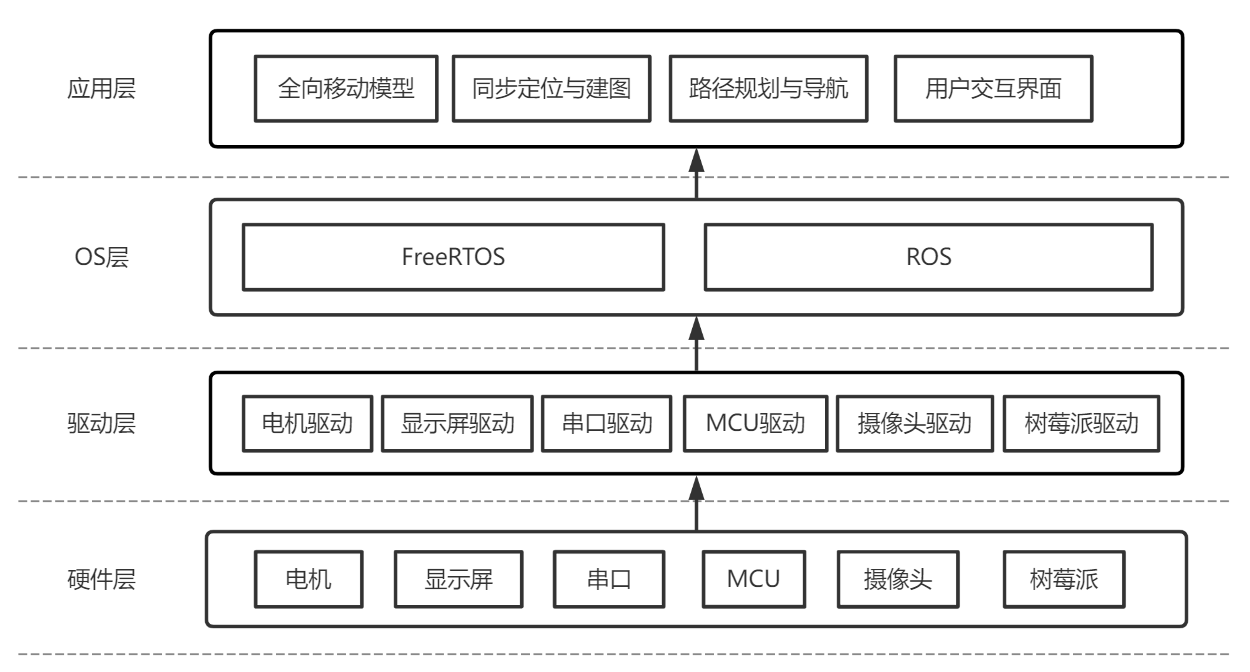 应用层
全向移动模型
同步定位与建图
路径规划与导航
用户交互界面
OS层
FreeRTOS
ROS
驱动层
电机驱动
显示屏驱动
串口驱动
MCU驱动
摄像头驱动
树莓派驱动
硬件层
电机
显示屏
串口
MCU
摄像头
树莓派